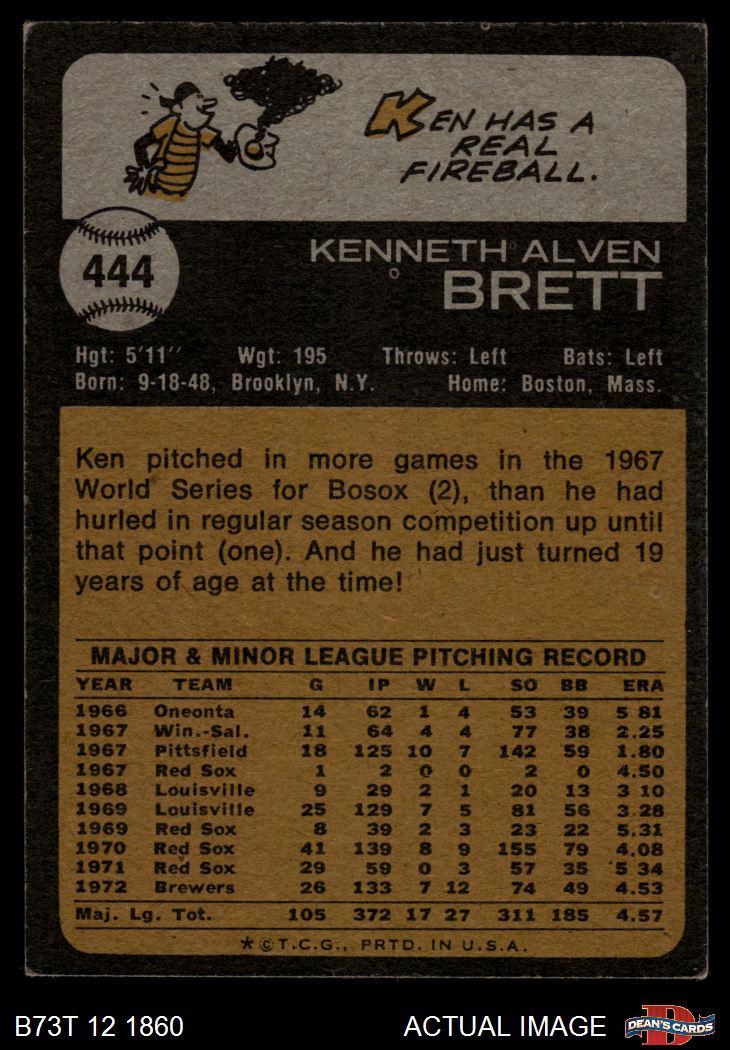 KEN HAS A
REAL
FIREBALL.
444
KENNETH ALVEN
BRETT
Hgt: 5'11" Wgt: 195 Throws: Left Bats: Left
Born: 9-18-48, Brooklyn, N.Y. Home: Boston, Mass.
Ken pitched in more games in the 1967
World Series for Bosox (2), than he had
hurled in regular season competition up until
that point (one). And he had just turned 19
years of age at the time!
MAJOR & MINOR LEAGUE PITCHING RECORD
YEAR TEAM G IP W L SO BB ERA
1966 Oneonta 14 62 1 4 53 39 5 81
1967 Win.-Sal. 11 64 4 4 77 38 2.25
1967 Pittsfield 18 125 10 7 142 59 1.80
1967 Red Sox 1 2 0 0 2 0 4.50
1968 Louisville 9 29 2 1 20 13 3 10
1969 Louisville 25 129 7 5 81 56 3.28
1969 Red Sox 8 39 2 3 23 22 5.31
1970 Red Sox 41 139 8 9 155 79 4.08
1971 Red Sox 29 59 0 3 57 35 5 34
1972 Brewers 26 133 7 12 74 49 4.53
Maj. Lg. Tot. 105 372 17 27 311 185 4.57
*©T.C.G., PRTD. IN U.S.A.
B73T 12 1860 ACTUAL IMAGE
D
DEAN'S CARDS